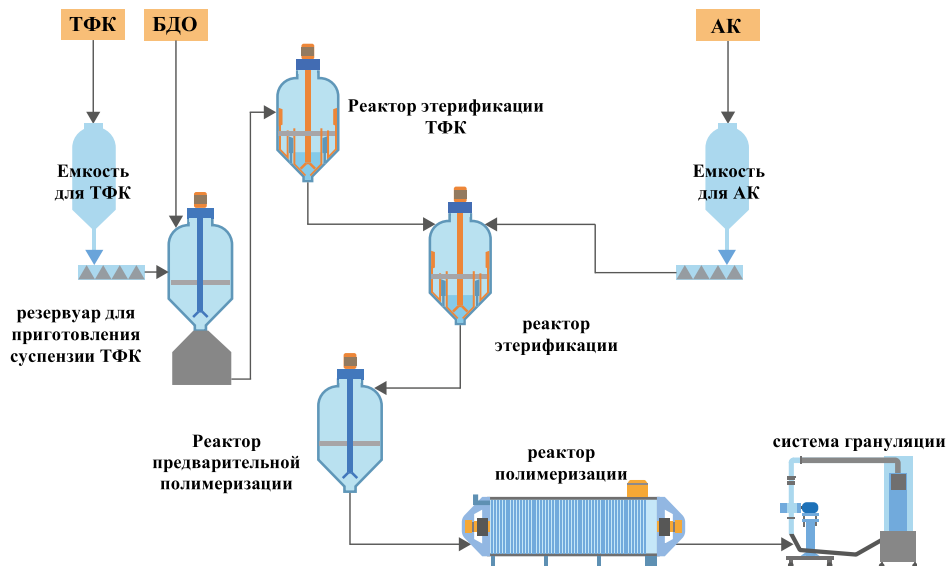 ТФК
БДО
АК
Реактор этерификации
ТФК
Емкость
для ТФК
Емкость
для АК
резервуар для
приготовления
суспензии ТФК
реактор
этерификации
Реактор
предварительной
полимеризации
реактор
полимеризации
система грануляции